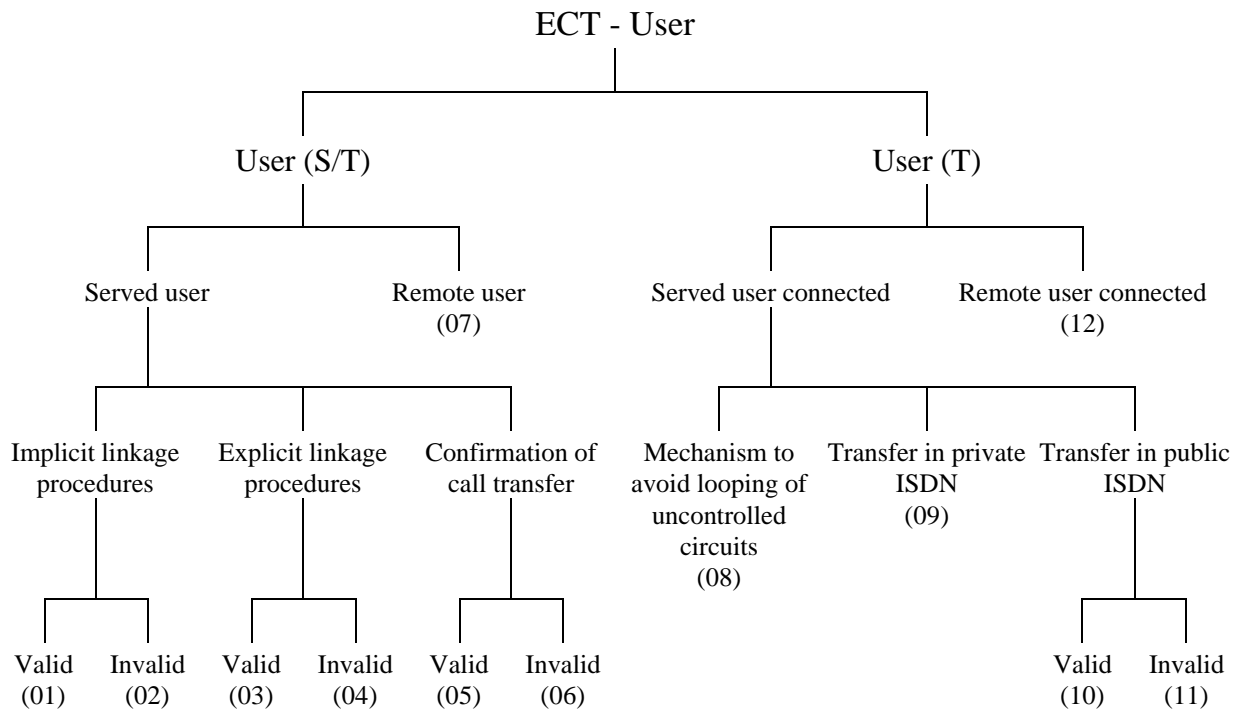 ECT - User
User (S/T)
User (T)
Served user
Remote user
(07)
Served user connected
Remote user connected
(12)
Implicit linkage
procedures
Explicit linkage
procedures
Confirmation of
call transfer
Mechanism to
avoid looping of
uncontrolled
circuits
(08)
Transfer in private
ISDN
(09)
Transfer in public
ISDN
Valid
(01)
Invalid
(02)
Valid
(03)
Invalid
(04)
Valid
(05)
Invalid
(06)
Valid
(10)
Invalid
(11)